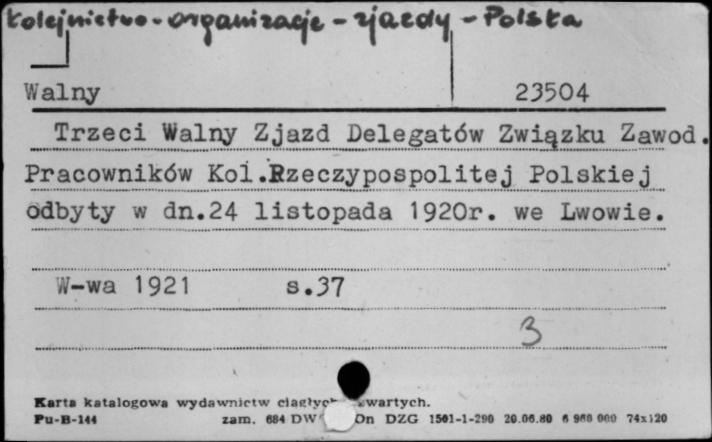 Kolejnictwo - organizacje - zjazdy - Polska
Walny 23504
Trzeci Walny Zjazd Delegatów Związku Zawod.
Pracowników Kol.Rzeczypospolitej Polskiej
odbyty w dn.24 listopada 1920r. we Lwowie.
W-wa 1921 s.37
3
Karta katalogowa wydawnictw zwartych.
Pu-B-144 zam. 684 DW DZG 1501-1-290 20.06.80 6 980 000 74x120